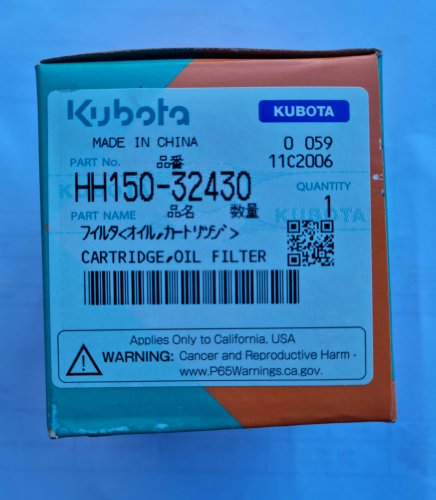 Kubota KUBOTA
MADE IN CHINA 0 059
PART No. 品番 11C2006
HH150-32430
PART NAME 品名 数量 QUANTITY
KUBOTA 1
フィルタ<オイル,カートリッジ>
CARTRIDGE,OIL FILTER
Applies Only to California, USA
WARNING: Cancer and Reproductive Harm -
www.P65Warnings.ca.gov.